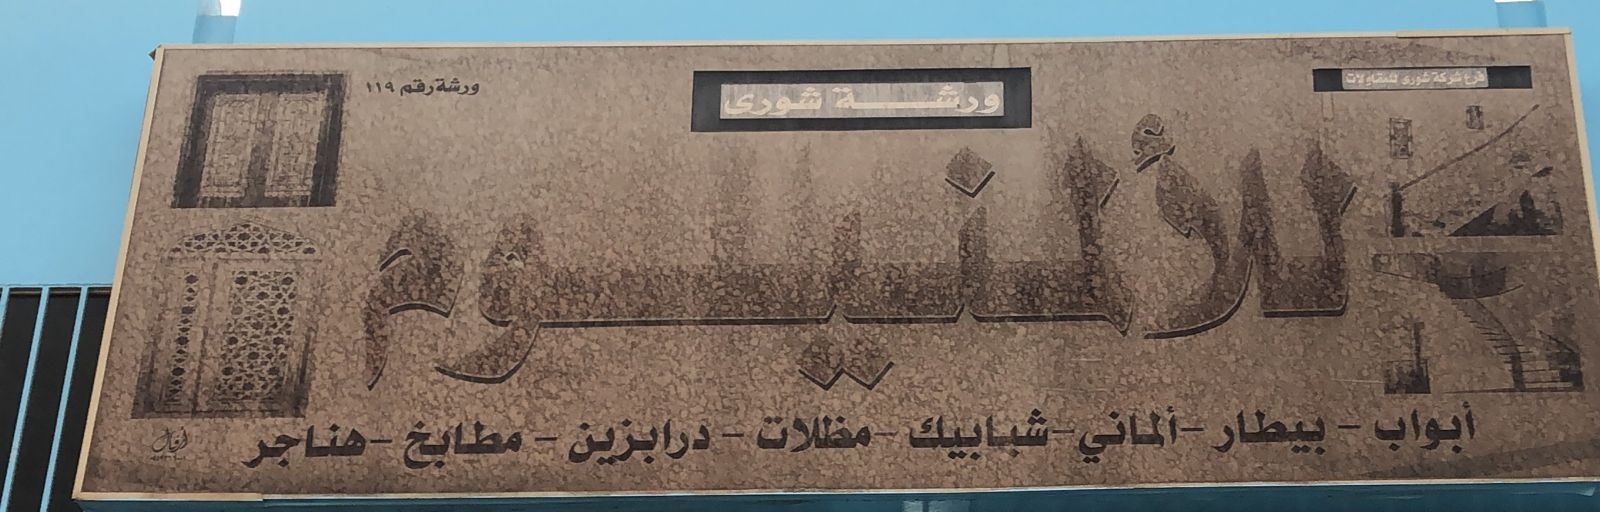 فرع شركة شورى للمقاولات
ورشة شورى
ورشة رقم ١١٩
للألمنيوم
أبواب - بيطار - ألماني - شبابيك - مظلات - درابزين - مطابخ - هناجر